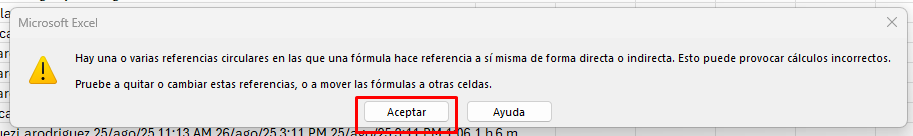 Microsoft Excel
Hay una o varias referencias circulares en las que una fórmula hace referencia a sí misma de forma directa o indirecta. Esto puede provocar cálculos incorrectos.
Pruebe a quitar o cambiar estas referencias, o a mover las fórmulas a otras celdas.
Aceptar Ayuda
arodriguez 25/ago/25 11:13 AM 26/ago/25 3:11 PM 25/ago/25 1 h 6 m